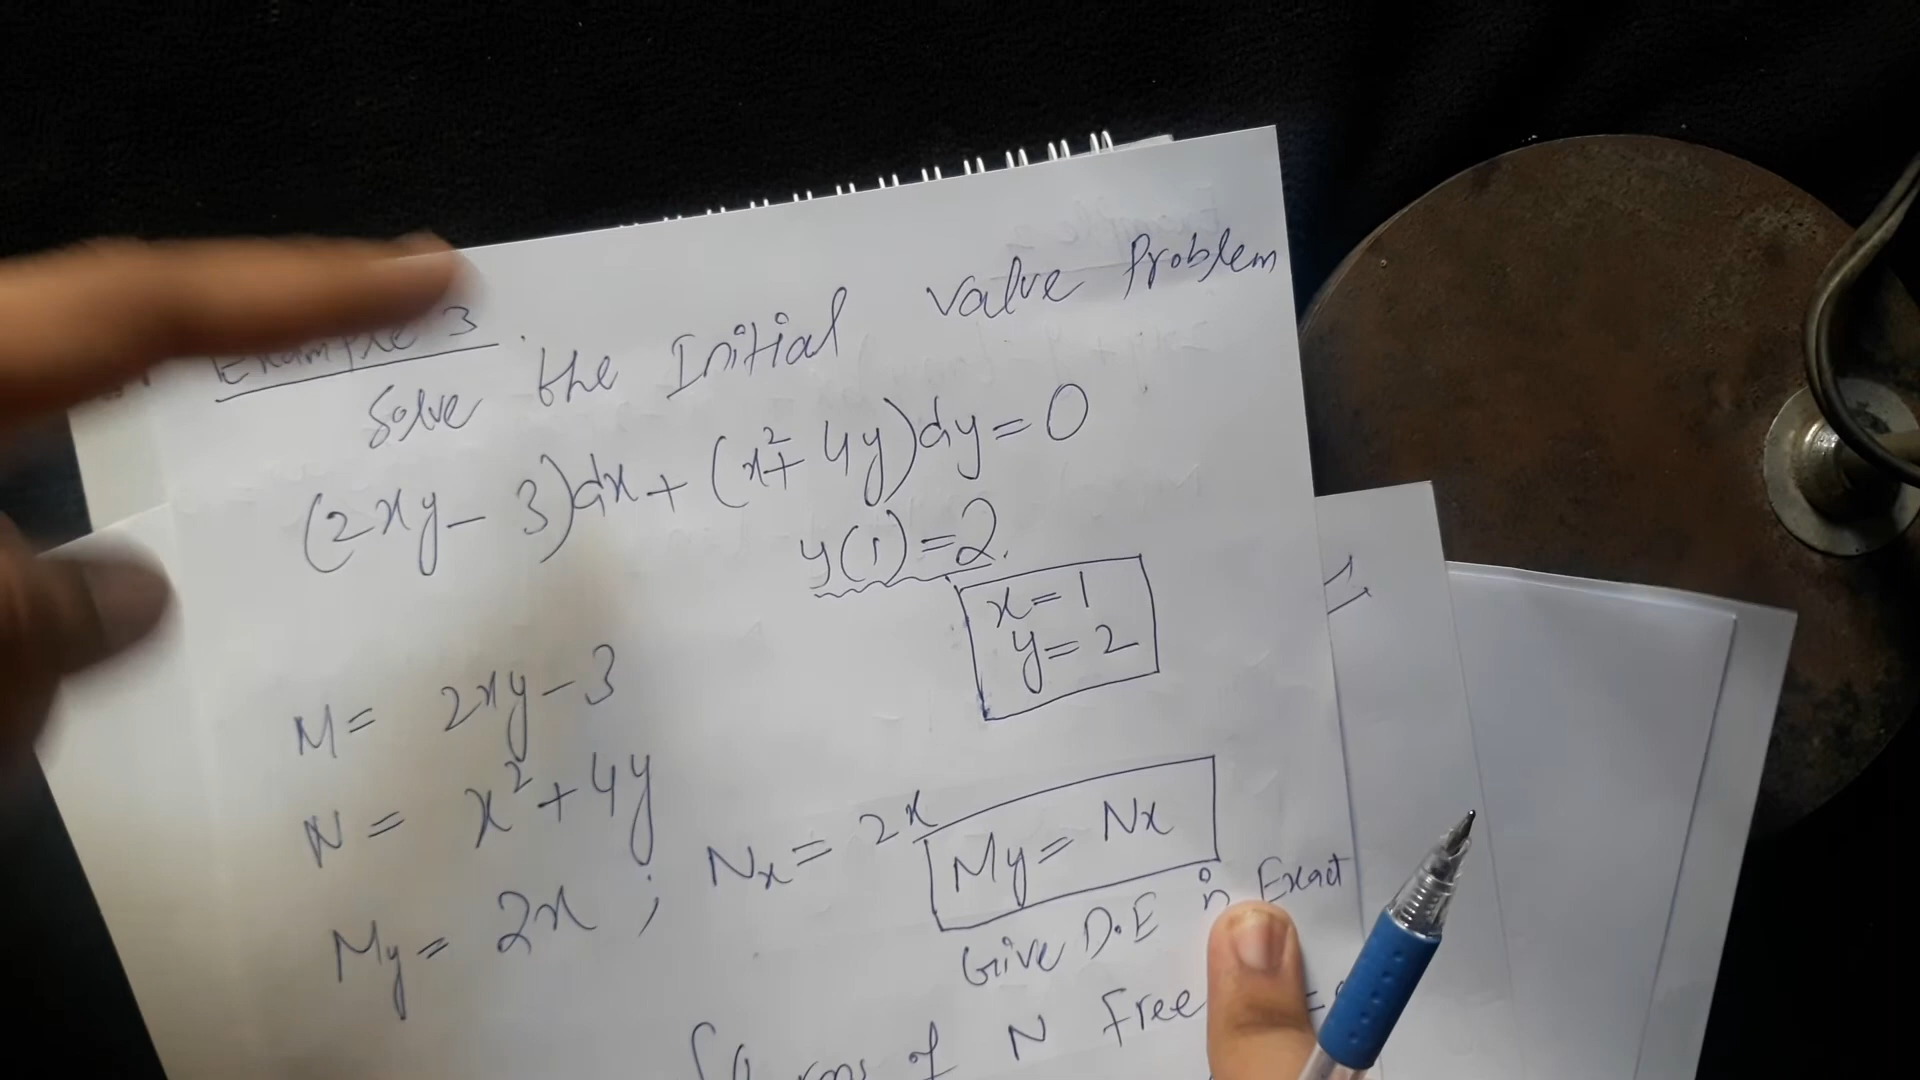 Example 3
Solve the Initial value Problem
(2xy - 3)dx + (x² + 4y)dy = 0
y(1) = 2.
x = 1
y = 2
M = 2xy - 3
N = x² + 4y
My = 2x ; Nx = 2x
My = Nx
Give D.E is Exact
of N Free